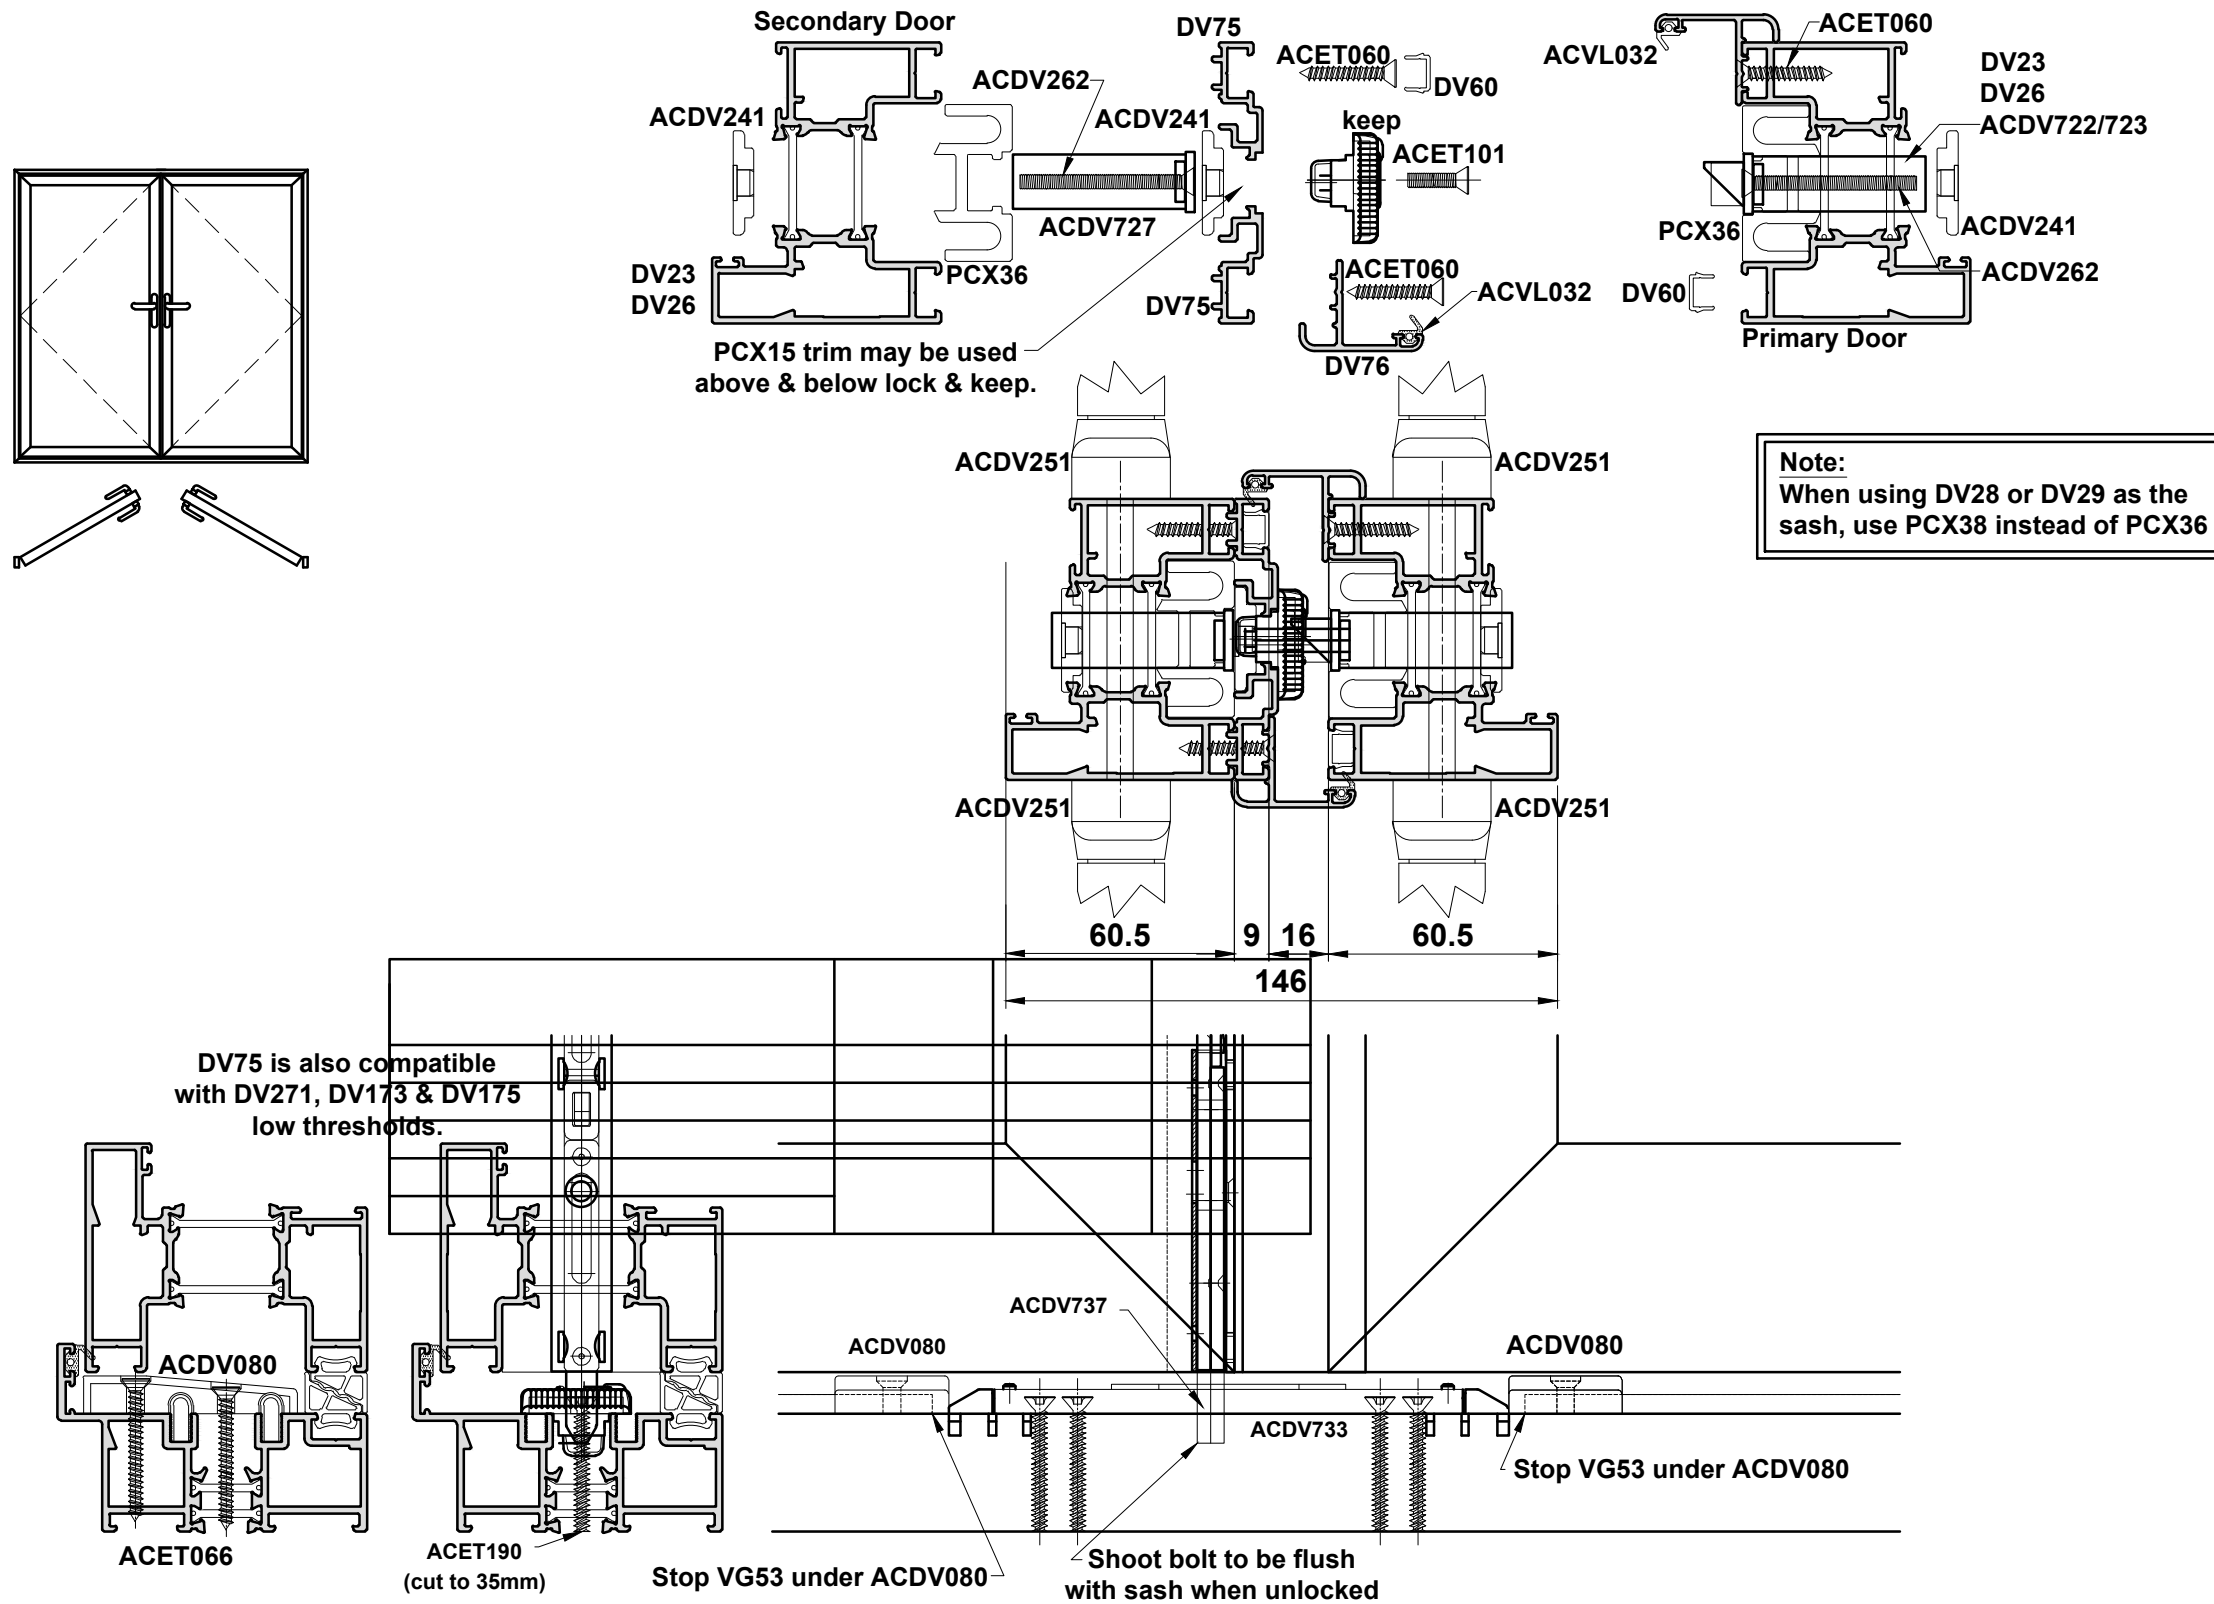 Secondary Door
DV75
ACET060
ACVL032
ACET060
DV23
DV26
ACDV722/723
ACDV262
DV60
ACDV241
ACDV241
keep
ACET101
ACDV727
PCX36
ACDV241
DV23
DV26
PCX36
ACET060
DV75
ACVL032
DV60
ACDV262
DV76
Primary Door
PCX15 trim may be used
above & below lock & keep.
ACDV251
ACDV251
Note:
When using DV28 or DV29 as the
sash, use PCX38 instead of PCX36
ACDV251
ACDV251
60.5
9
16
60.5
146
DV75 is also compatible
with DV271, DV173 & DV175
low thresholds.
ACDV737
ACDV080
ACDV080
ACDV080
ACDV733
Stop VG53 under ACDV080
ACET066
ACET190
(cut to 35mm)
Stop VG53 under ACDV080
Shoot bolt to be flush
with sash when unlocked